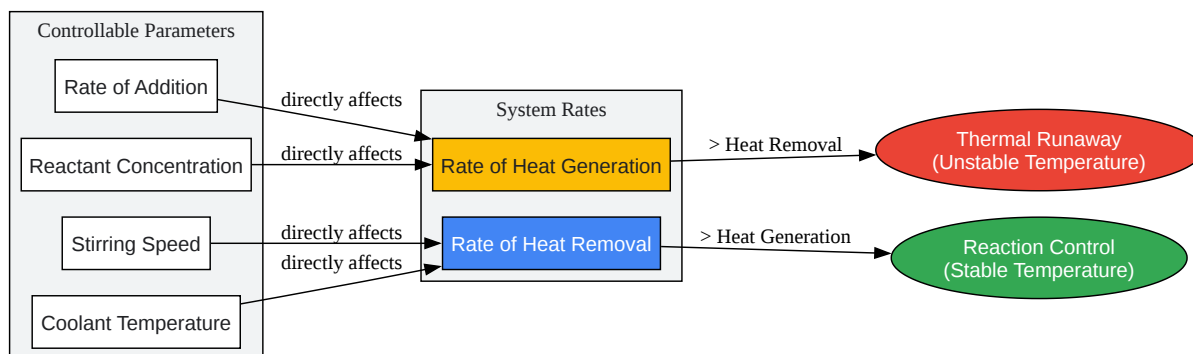 Controllable Parameters
Rate of Addition
Reactant Concentration
Stirring Speed
Coolant Temperature
directly affects
directly affects
directly affects
directly affects
System Rates
Rate of Heat Generation
Rate of Heat Removal
> Heat Removal
> Heat Generation
Thermal Runaway
(Unstable Temperature)
Reaction Control
(Stable Temperature)